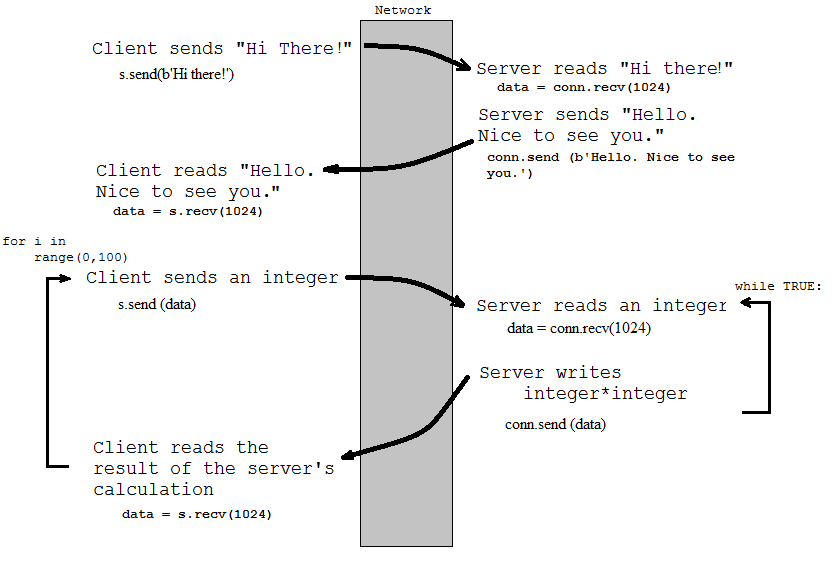 Network
Client sends "Hi There!"
s.send(b'Hi there!')
Server reads "Hi there!"
data = conn.recv(1024)
Server sends "Hello.
Nice to see you."
conn.send (b'Hello. Nice to see
you.')
Client reads "Hello.
Nice to see you."
data = s.recv(1024)
for i in
range(0,100)
Client sends an integer
s.send (data)
while TRUE:
Server reads an integer
data = conn.recv(1024)
Server writes
integer*integer
conn.send (data)
Client reads the
result of the server's
calculation
data = s.recv(1024)